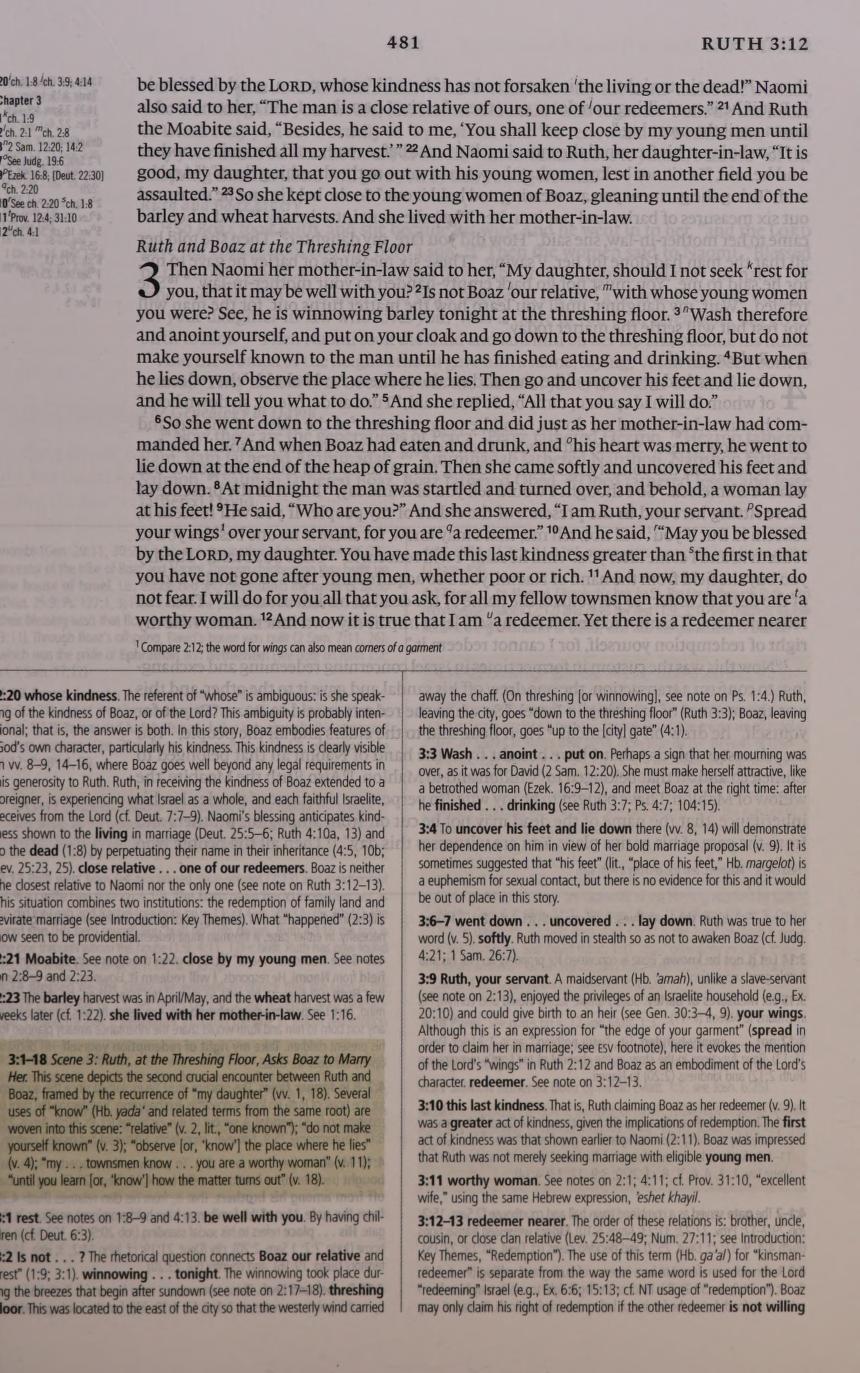 481
RUTH 3:12
20 ʲch. 1:8 ʲch. 3:9; 4:14
Chapter 3
1 ᵏch. 1:9
2 ˡch. 2:1 ᵐch. 2:8
3 ⁿ2 Sam. 12:20; 14:2
7 ᵒSee Judg. 19:6
9 ᵖEzek. 16:8; [Deut. 22:30]
ᑫch. 2:20
10 ʳSee ch. 2:20 ˢch. 1:8
11 ᵗProv. 12:4; 31:10
12 ᵘch. 4:1
be blessed by the LORD, whose kindness has not forsaken ⁱthe living or the dead!” Naomi
also said to her, “The man is a close relative of ours, one of ʲour redeemers.” ²¹ And Ruth
the Moabite said, “Besides, he said to me, ‘You shall keep close by my young men until
they have finished all my harvest.’ ” ²² And Naomi said to Ruth, her daughter-in-law, “It is
good, my daughter, that you go out with his young women, lest in another field you be
assaulted.” ²³ So she kept close to the young women of Boaz, gleaning until the end of the
barley and wheat harvests. And she lived with her mother-in-law.
Ruth and Boaz at the Threshing Floor
3 Then Naomi her mother-in-law said to her, “My daughter, should I not seek ᵏrest for
you, that it may be well with you? ² Is not Boaz ˡour relative, ᵐwith whose young women
you were? See, he is winnowing barley tonight at the threshing floor. ³ ⁿWash therefore
and anoint yourself, and put on your cloak and go down to the threshing floor, but do not
make yourself known to the man until he has finished eating and drinking. ⁴ But when
he lies down, observe the place where he lies. Then go and uncover his feet and lie down,
and he will tell you what to do.” ⁵ And she replied, “All that you say I will do.”
⁶ So she went down to the threshing floor and did just as her mother-in-law had com-
manded her. ⁷ And when Boaz had eaten and drunk, and ᵒhis heart was merry, he went to
lie down at the end of the heap of grain. Then she came softly and uncovered his feet and
lay down. ⁸ At midnight the man was startled and turned over, and behold, a woman lay
at his feet! ⁹ He said, “Who are you?” And she answered, “I am Ruth, your servant. ᵖSpread
your wings¹ over your servant, for you are ᑫa redeemer.” ¹⁰ And he said, ʳ“May you be blessed
by the LORD, my daughter. You have made this last kindness greater than ˢthe first in that
you have not gone after young men, whether poor or rich. ¹¹ And now, my daughter, do
not fear. I will do for you all that you ask, for all my fellow townsmen know that you are ᵗa
worthy woman. ¹² And now it is true that I am ᵘa redeemer. Yet there is a redeemer nearer
¹ Compare 2:12; the word for wings can also mean corners of a garment
2:20 whose kindness. The referent of “whose” is ambiguous: is she speak-
ng of the kindness of Boaz, or of the Lord? This ambiguity is probably inten-
ional; that is, the answer is both. In this story, Boaz embodies features of
God’s own character, particularly his kindness. This kindness is clearly visible
n vv. 8–9, 14–16, where Boaz goes well beyond any legal requirements in
is generosity to Ruth. Ruth, in receiving the kindness of Boaz extended to a
oreigner, is experiencing what Israel as a whole, and each faithful Israelite,
eceives from the Lord (cf. Deut. 7:7–9). Naomi’s blessing anticipates kind-
ess shown to the living in marriage (Deut. 25:5–6; Ruth 4:10a, 13) and
o the dead (1:8) by perpetuating their name in their inheritance (4:5, 10b;
ev. 25:23, 25). close relative . . . one of our redeemers. Boaz is neither
he closest relative to Naomi nor the only one (see note on Ruth 3:12–13).
his situation combines two institutions: the redemption of family land and
evirate marriage (see Introduction: Key Themes). What “happened” (2:3) is
ow seen to be providential.
:21 Moabite. See note on 1:22. close by my young men. See notes
n 2:8–9 and 2:23.
:23 The barley harvest was in April/May, and the wheat harvest was a few
weeks later (cf. 1:22). she lived with her mother-in-law. See 1:16.
3:1–18 Scene 3: Ruth, at the Threshing Floor, Asks Boaz to Marry
Her. This scene depicts the second crucial encounter between Ruth and
Boaz, framed by the recurrence of “my daughter” (vv. 1, 18). Several
uses of “know” (Hb. yada‘ and related terms from the same root) are
woven into this scene: “relative” (v. 2, lit., “one known”); “do not make
yourself known” (v. 3); “observe [or, ‘know’] the place where he lies”
(v. 4); “my . . . townsmen know . . . you are a worthy woman” (v. 11);
“until you learn [or, ‘know’] how the matter turns out” (v. 18).
:1 rest. See notes on 1:8–9 and 4:13. be well with you. By having chil-
ren (cf. Deut. 6:3).
:2 Is not . . . ? The rhetorical question connects Boaz our relative and
rest” (1:9; 3:1). winnowing . . . tonight. The winnowing took place dur-
ng the breezes that begin after sundown (see note on 2:17–18). threshing
loor. This was located to the east of the city so that the westerly wind carried
away the chaff. (On threshing [or winnowing], see note on Ps. 1:4.) Ruth,
leaving the city, goes “down to the threshing floor” (Ruth 3:3); Boaz, leaving
the threshing floor, goes “up to the [city] gate” (4:1).
3:3 Wash . . . anoint . . . put on. Perhaps a sign that her mourning was
over, as it was for David (2 Sam. 12:20). She must make herself attractive, like
a betrothed woman (Ezek. 16:9–12), and meet Boaz at the right time: after
he finished . . . drinking (see Ruth 3:7; Ps. 4:7; 104:15).
3:4 To uncover his feet and lie down there (vv. 8, 14) will demonstrate
her dependence on him in view of her bold marriage proposal (v. 9). It is
sometimes suggested that “his feet” (lit., “place of his feet,” Hb. margelot) is
a euphemism for sexual contact, but there is no evidence for this and it would
be out of place in this story.
3:6–7 went down . . . uncovered . . . lay down. Ruth was true to her
word (v. 5). softly. Ruth moved in stealth so as not to awaken Boaz (cf. Judg.
4:21; 1 Sam. 26:7).
3:9 Ruth, your servant. A maidservant (Hb. ’amah), unlike a slave-servant
(see note on 2:13), enjoyed the privileges of an Israelite household (e.g., Ex.
20:10) and could give birth to an heir (see Gen. 30:3–4, 9). your wings.
Although this is an expression for “the edge of your garment” (spread in
order to claim her in marriage; see ESV footnote), here it evokes the mention
of the Lord’s “wings” in Ruth 2:12 and Boaz as an embodiment of the Lord’s
character. redeemer. See note on 3:12–13.
3:10 this last kindness. That is, Ruth claiming Boaz as her redeemer (v. 9). It
was a greater act of kindness, given the implications of redemption. The first
act of kindness was that shown earlier to Naomi (2:11). Boaz was impressed
that Ruth was not merely seeking marriage with eligible young men.
3:11 worthy woman. See notes on 2:1; 4:11; cf. Prov. 31:10, “excellent
wife,” using the same Hebrew expression, ’eshet khayil.
3:12–13 redeemer nearer. The order of these relations is: brother, uncle,
cousin, or close clan relative (Lev. 25:48–49; Num. 27:11; see Introduction:
Key Themes, “Redemption”). The use of this term (Hb. ga’al) for “kinsman-
redeemer” is separate from the way the same word is used for the Lord
“redeeming” Israel (e.g., Ex. 6:6; 15:13; cf. NT usage of “redemption”). Boaz
may only claim his right of redemption if the other redeemer is not willing